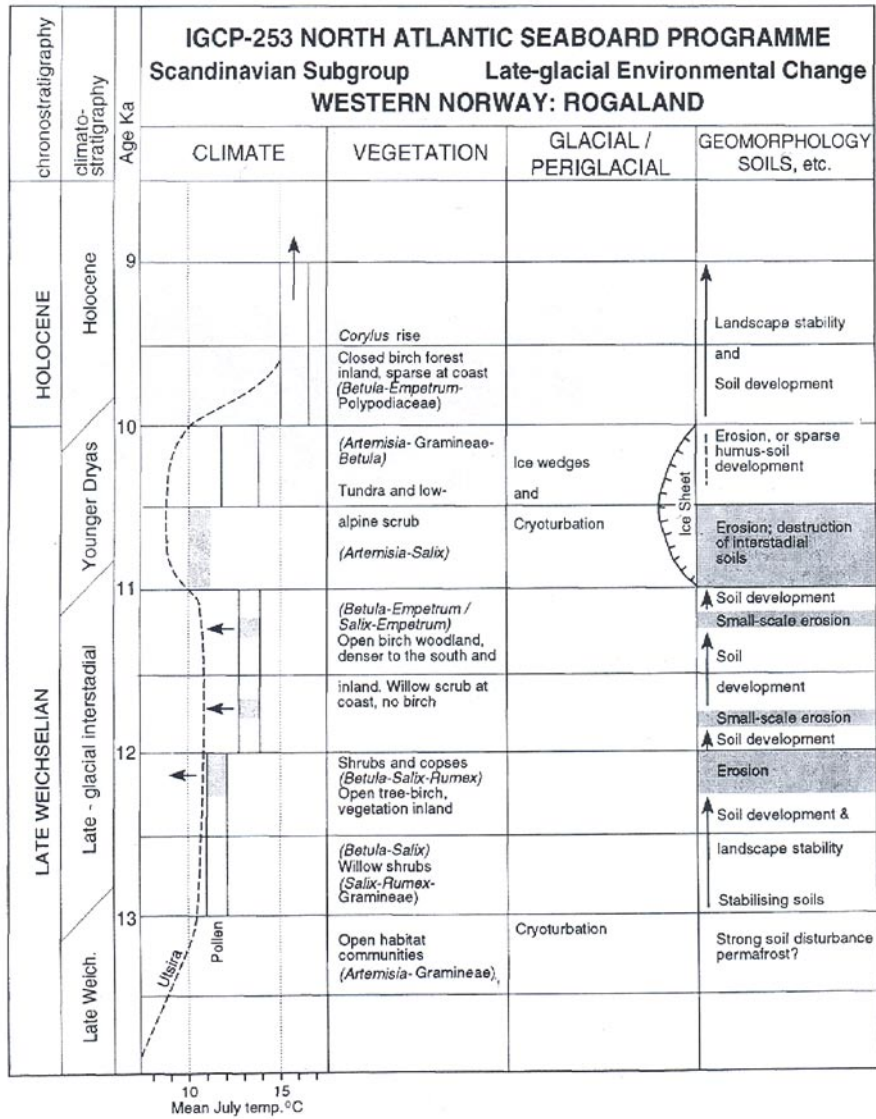 IGCP-253 NORTH ATLANTIC SEABOARD PROGRAMME
Scandinavian Subgroup Late-glacial Environmental Change
WESTERN NORWAY: ROGALAND
chronostratigraphy
climato-
stratigraphy
Age Ka
CLIMATE
VEGETATION
GLACIAL /
PERIGLACIAL
GEOMORPHOLOGY
SOILS, etc.
HOLOCENE
LATE WEICHSELIAN
Holocene
Younger Dryas
Late - glacial interstadial
Late Weich.
9
10
11
12
13
Utsira
Pollen
10 15
Mean July temp.°C
Corylus rise
Closed birch forest
inland, sparse at coast
(Betula-Empetrum-
Polypodiaceae)
(Artemisia- Gramineae-
Betula)
Tundra and low-
alpine scrub
(Artemisia-Salix)
(Betula-Empetrum /
Salix-Empetrum)
Open birch woodland,
denser to the south and
inland. Willow scrub at
coast, no birch
Shrubs and copses
(Betula-Salix-Rumex)
Open tree-birch,
vegetation inland
(Betula-Salix)
Willow shrubs
(Salix-Rumex-
Gramineae)
Open habitat
communities
(Artemisia- Gramineae),
Ice wedges
and
Cryoturbation
Ice Sheet
Cryoturbation
Landscape stability
and
Soil development
Erosion, or sparse
humus-soil
development
Erosion; destruction
of interstadial
soils
Soil development
Small-scale erosion
Soil
development
Small-scale erosion
Soil development
Erosion
Soil development &
landscape stability
Stabilising soils
Strong soil disturbance
permafrost?